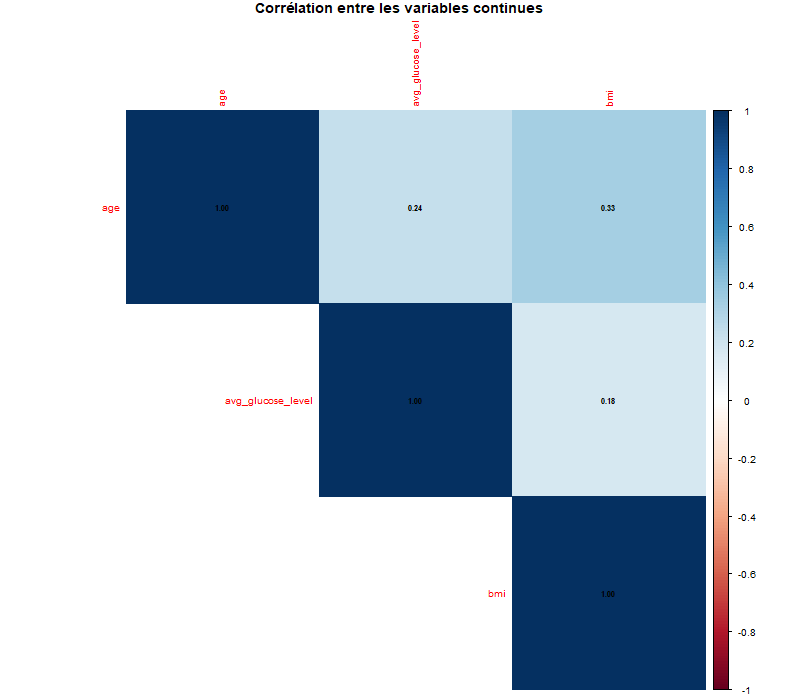 Corrélation entre les variables continues
age
avg_glucose_level
bmi
age
1.00
0.24
0.33
avg_glucose_level
1.00
0.18
bmi
1.00
1
0.8
0.6
0.4
0.2
0
-0.2
-0.4
-0.6
-0.8
-1